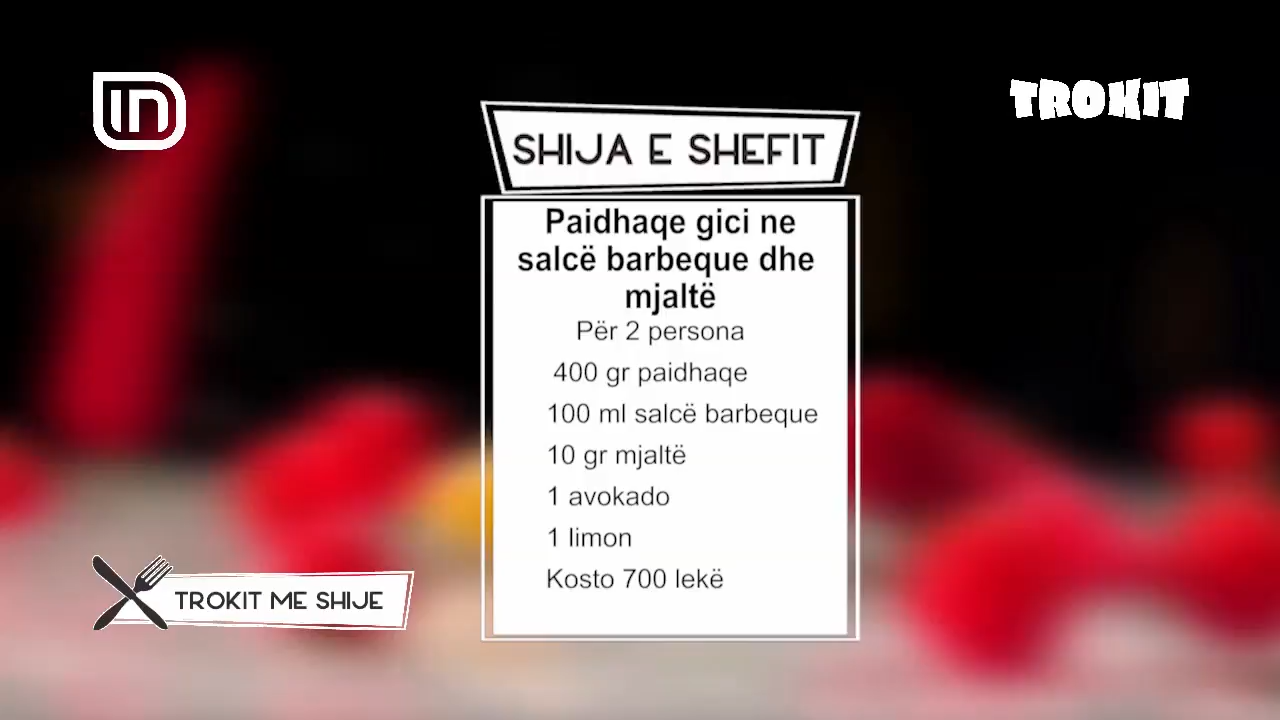 IN
TROKIT
SHIJA E SHEFIT
Paidhaqe gici ne
salcë barbeque dhe
mjaltë
Për 2 persona
400 gr paidhaqe
100 ml salcë barbeque
10 gr mjaltë
1 avokado
1 limon
Kosto 700 lekë
TROKIT ME SHIJE